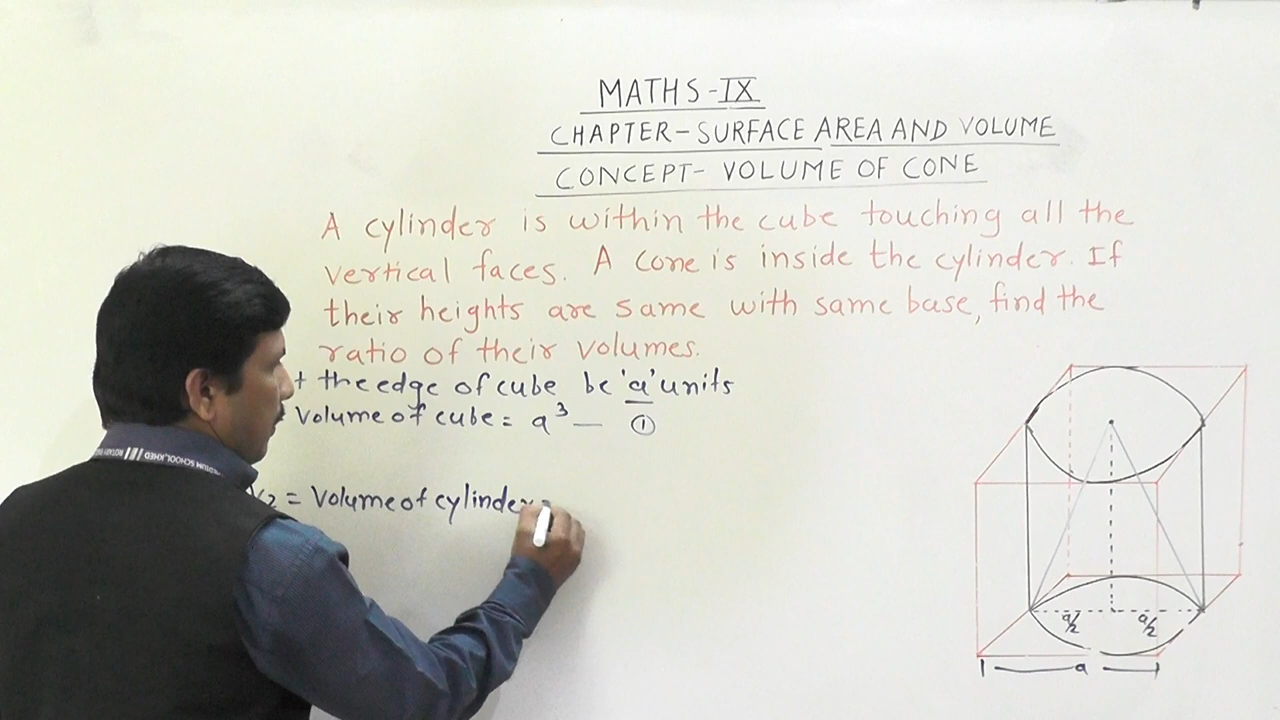 MATHS-IX
CHAPTER-SURFACE AREA AND VOLUME
CONCEPT- VOLUME OF CONE
A cylinder is within the cube touching all the
vertical faces. A Cone is inside the cylinder. If
their heights are same with same base, find the
ratio of their volumes.
the edge of cube be 'a' units
Volume of cube = a³ — ①
V₂ = Volume of cylinder =
a/2 a/2
a